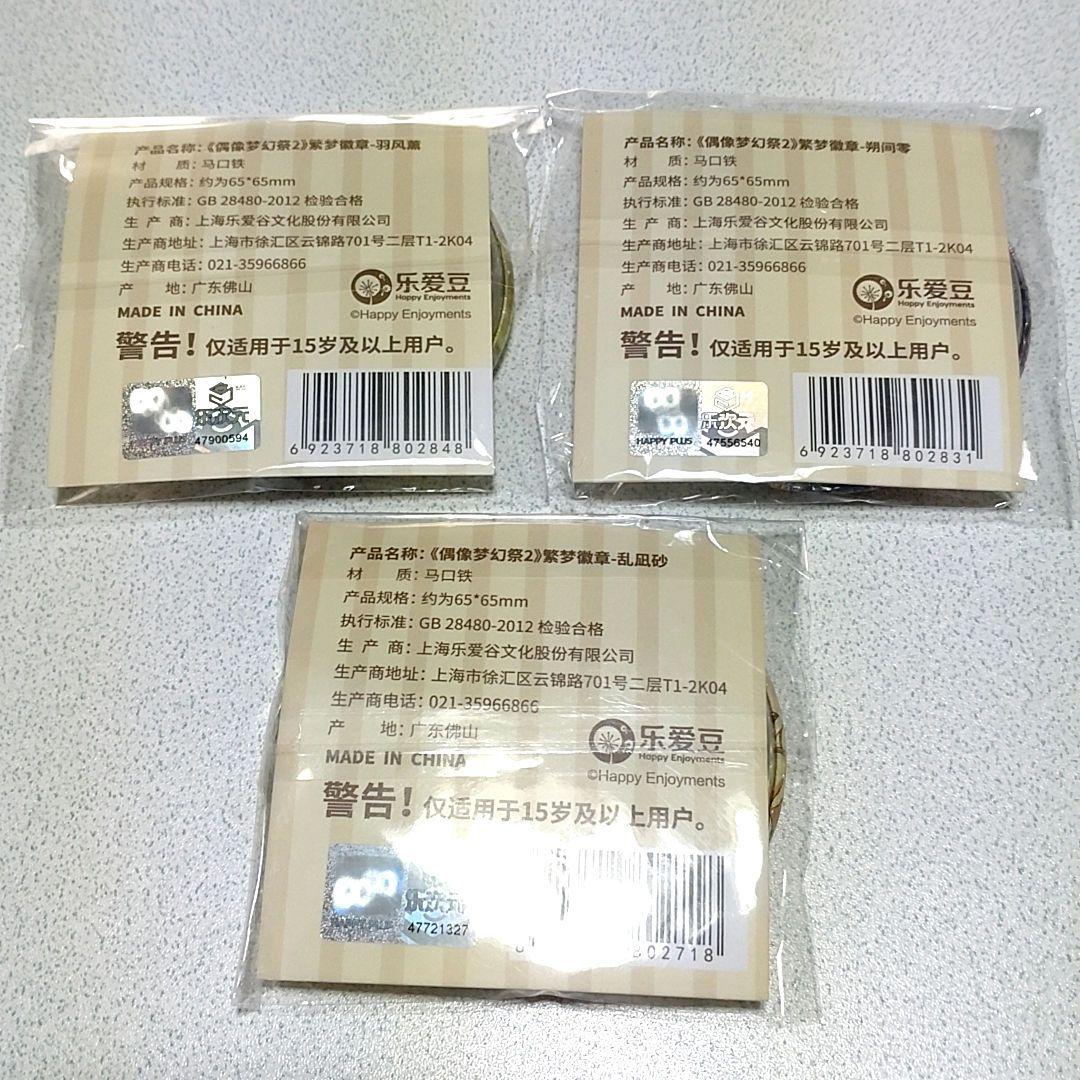 产品名称：《偶像梦幻祭2》繁梦徽章-羽风薰
材 质：马口铁
产品规格：约为65*65mm
执行标准：GB 28480-2012 检验合格
生 产 商：上海乐爱谷文化股份有限公司
生产商地址：上海市徐汇区云锦路701号二层T1-2K04
生产商电话：021-35966866
产 地：广东佛山
MADE IN CHINA
乐爱豆
Happy Enjoyments
©Happy Enjoyments
警告！仅适用于15岁及以上用户。
乐次元
47900594
6 923718 802848
产品名称：《偶像梦幻祭2》繁梦徽章-朔间零
材 质：马口铁
产品规格：约为65*65mm
执行标准：GB 28480-2012 检验合格
生 产 商：上海乐爱谷文化股份有限公司
生产商地址：上海市徐汇区云锦路701号二层T1-2K04
生产商电话：021-35966866
产 地：广东佛山
MADE IN CHINA
乐爱豆
Happy Enjoyments
©Happy Enjoyments
警告！仅适用于15岁及以上用户。
乐次元
HAPPY PLUS 47556540
6 923718 802831
产品名称：《偶像梦幻祭2》繁梦徽章-乱凪砂
材 质：马口铁
产品规格：约为65*65mm
执行标准：GB 28480-2012 检验合格
生 产 商：上海乐爱谷文化股份有限公司
生产商地址：上海市徐汇区云锦路701号二层T1-2K04
生产商电话：021-35966866
产 地：广东佛山
MADE IN CHINA
乐爱豆
Happy Enjoyments
©Happy Enjoyments
警告！仅适用于15岁及以上用户。
乐次元
47721327
802718